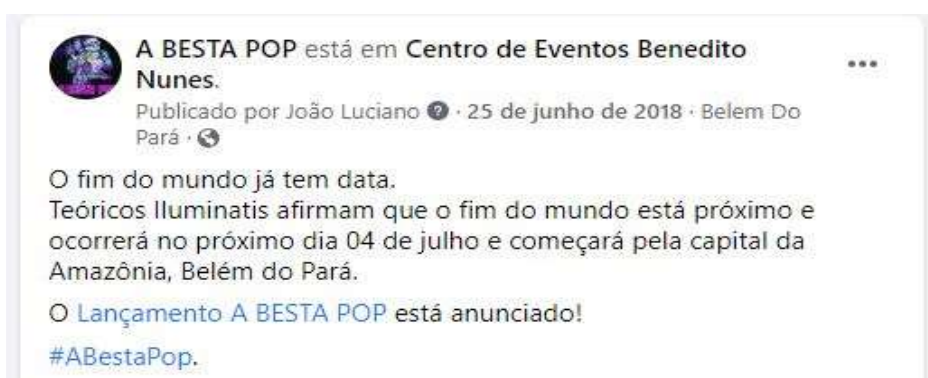 A BESTA POP está em Centro de Eventos Benedito
Nunes.
Publicado por João Luciano · 25 de junho de 2018 · Belem Do
Pará ·
O fim do mundo já tem data.
Teóricos Iluminatis afirmam que o fim do mundo está próximo e
ocorrerá no próximo dia 04 de julho e começará pela capital da
Amazônia, Belém do Pará.
O Lançamento A BESTA POP está anunciado!
#ABestaPop.